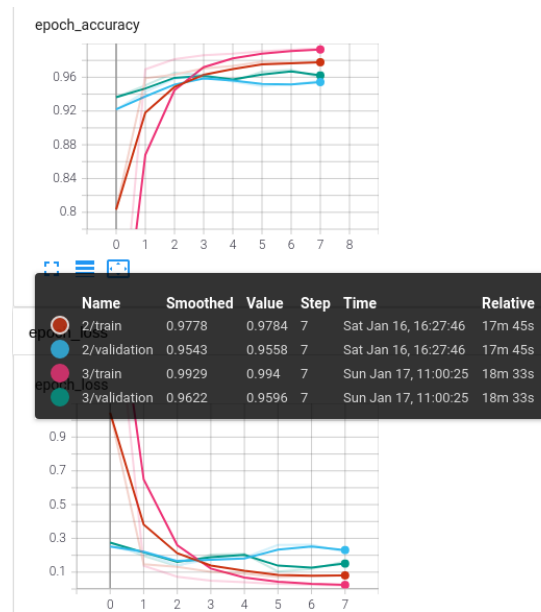 epoch_accuracy
0.96
0.92
0.88
0.84
0.8
0 1 2 3 4 5 6 7 8
Name Smoothed Value Step Time Relative
2/train 0.9778 0.9784 7 Sat Jan 16, 16:27:46 17m 45s
epoch_loss
2/validation 0.9543 0.9558 7 Sat Jan 16, 16:27:46 17m 45s
3/train 0.9929 0.994 7 Sun Jan 17, 11:00:25 18m 33s
epoch_loss
3/validation 0.9622 0.9596 7 Sun Jan 17, 11:00:25 18m 33s
0.9
0.7
0.5
0.3
0.1
0 1 2 3 4 5 6 7